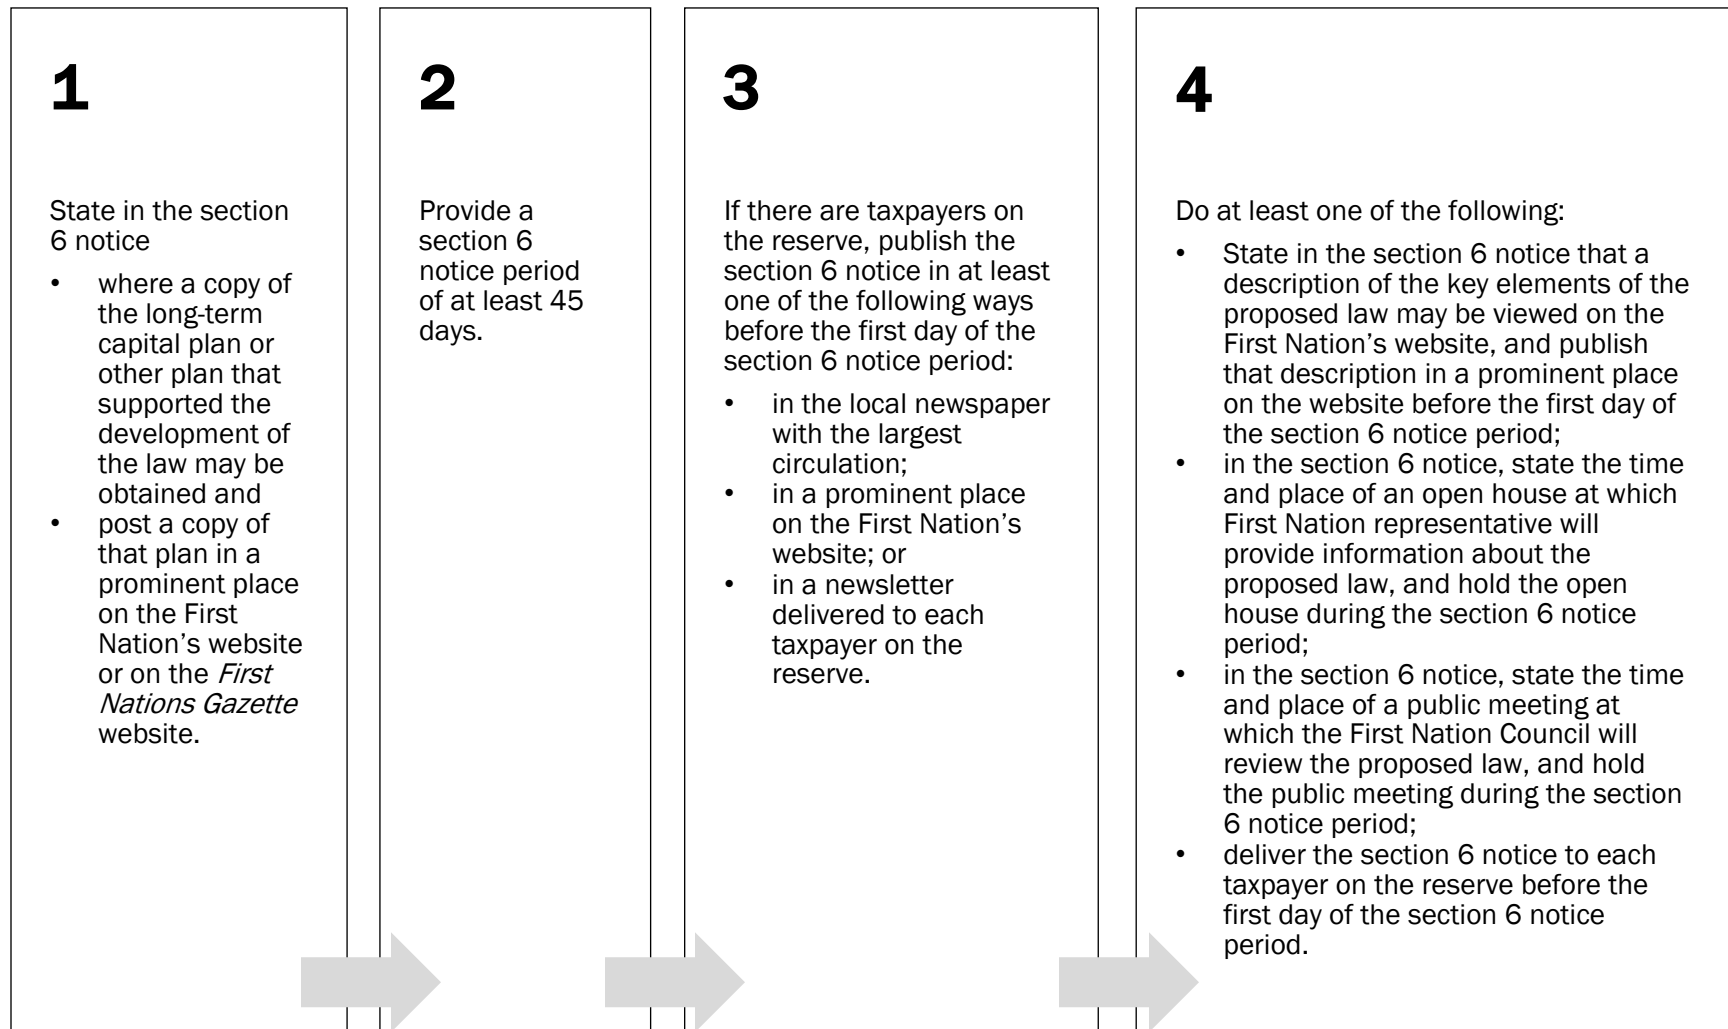 1
State in the section
6 notice
• where a copy of
the long-term
capital plan or
other plan that
supported the
development of
the law may be
obtained and
• post a copy of
that plan in a
prominent place
on the First
Nation’s website
or on the First
Nations Gazette
website.
2
Provide a
section 6
notice period
of at least 45
days.
3
If there are taxpayers on
the reserve, publish the
section 6 notice in at least
one of the following ways
before the first day of the
section 6 notice period:
• in the local newspaper
with the largest
circulation;
• in a prominent place
on the First Nation’s
website; or
• in a newsletter
delivered to each
taxpayer on the
reserve.
4
Do at least one of the following:
• State in the section 6 notice that a
description of the key elements of the
proposed law may be viewed on the
First Nation’s website, and publish
that description in a prominent place
on the website before the first day of
the section 6 notice period;
• in the section 6 notice, state the time
and place of an open house at which
First Nation representative will
provide information about the
proposed law, and hold the open
house during the section 6 notice
period;
• in the section 6 notice, state the time
and place of a public meeting at
which the First Nation Council will
review the proposed law, and hold
the public meeting during the section
6 notice period;
• deliver the section 6 notice to each
taxpayer on the reserve before the
first day of the section 6 notice
period.